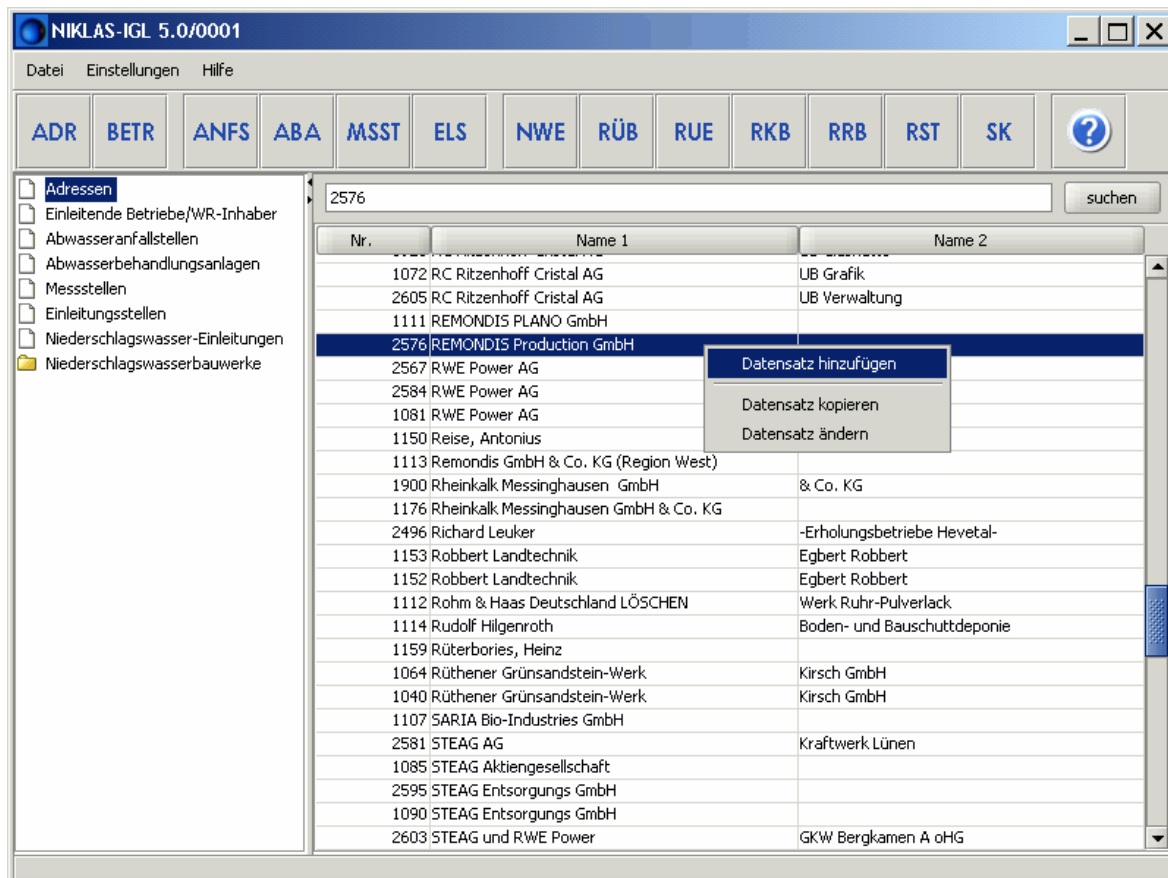 NIKLAS-IGL 5.0/0001
Datei Einstellungen Hilfe
ADR BETR ANFS ABA MSST ELS NWE RÜB RUE RKB RRB RST SK ?
Adressen
Einleitende Betriebe/WR-Inhaber
Abwasseranfallstellen
Abwasserbehandlungsanlagen
Messstellen
Einleitungsstellen
Niederschlagswasser-Einleitungen
Niederschlagswasserbauwerke
2576 suchen
Nr. Name 1 Name 2
1072 RC Ritzenhoff Cristal AG UB Grafik
2605 RC Ritzenhoff Cristal AG UB Verwaltung
1111 REMONDIS PLANO GmbH
2576 REMONDIS Production GmbH
2567 RWE Power AG
2584 RWE Power AG
1081 RWE Power AG
1150 Reise, Antonius
1113 Remondis GmbH & Co. KG (Region West)
1900 Rheinkalk Messinghausen GmbH & Co. KG
1176 Rheinkalk Messinghausen GmbH & Co. KG
2496 Richard Leuker -Erholungsbetriebe Hevetal-
1153 Robbert Landtechnik Egbert Robbert
1152 Robbert Landtechnik Egbert Robbert
1112 Rohm & Haas Deutschland LÖSCHEN Werk Ruhr-Pulverlack
1114 Rudolf Hilgenroth Boden- und Bauschuttdeponie
1159 Rüterbories, Heinz
1064 Rüthener Grünsandstein-Werk Kirsch GmbH
1040 Rüthener Grünsandstein-Werk Kirsch GmbH
1107 SARIA Bio-Industries GmbH
2581 STEAG AG Kraftwerk Lünen
1085 STEAG Aktiengesellschaft
2595 STEAG Entsorgungs GmbH
1090 STEAG Entsorgungs GmbH
2603 STEAG und RWE Power GKW Bergkamen A oHG
Datensatz hinzufügen
Datensatz kopieren
Datensatz ändern